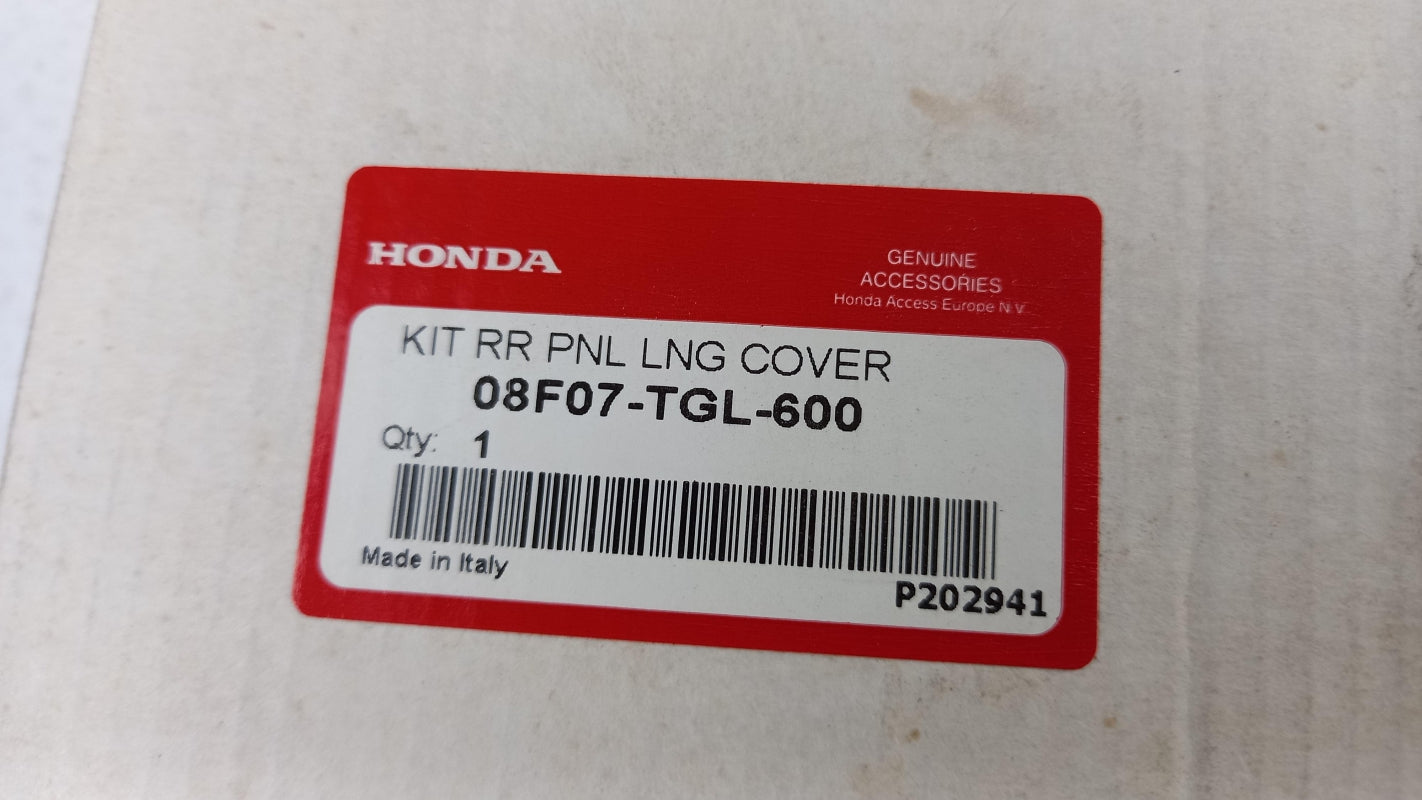 HONDA
GENUINE
ACCESSORIES
Honda Access Europe N.V.
KIT RR PNL LNG COVER
08F07-TGL-600
Qty: 1
Made in Italy
P202941